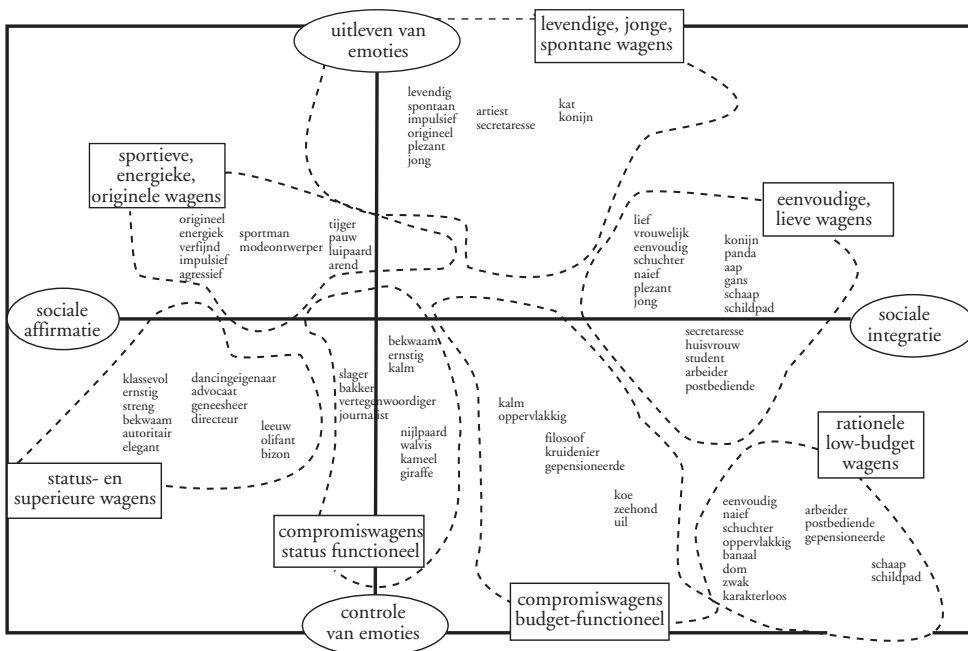 uitleven van
emoties
levendige, jonge,
spontane wagens
levendig
spontaan
impulsief
origineel
plezant
jong
artiest
secretaresse
kat
konijn
sportieve,
energieke,
originele wagens
origineel
energiek
verfijnd
impulsief
agressief
sportman
modeontwerper
tijger
pauw
luipaard
arend
eenvoudige,
lieve wagens
lief
vrouwelijk
eenvoudig
schuchter
naief
plezant
jong
konijn
panda
aap
gans
schaap
schildpad
sociale
affirmatie
sociale
integratie
secretaresse
huisvrouw
student
arbeider
postbediende
bekwaam
ernstig
kalm
slager
bakker
vertegenwoordiger
journalist
nijlpaard
walvis
kameel
giraffe
klassevol
ernstig
streng
bekwaam
autoritair
elegant
dancingeigenaar
advocaat
geneesheer
directeur
leeuw
olifant
bizon
status- en
superieure wagens
kalm
oppervlakkig
filosoof
kruidenier
gepensioneerde
koe
zeehond
uil
rationele
low-budget
wagens
eenvoudig
naief
schuchter
oppervlakkig
banaal
dom
zwak
karakterloos
arbeider
postbediende
gepensioneerde
schaap
schildpad
compromiswagens
status functioneel
compromiswagens
budget-functioneel
controle
van emoties